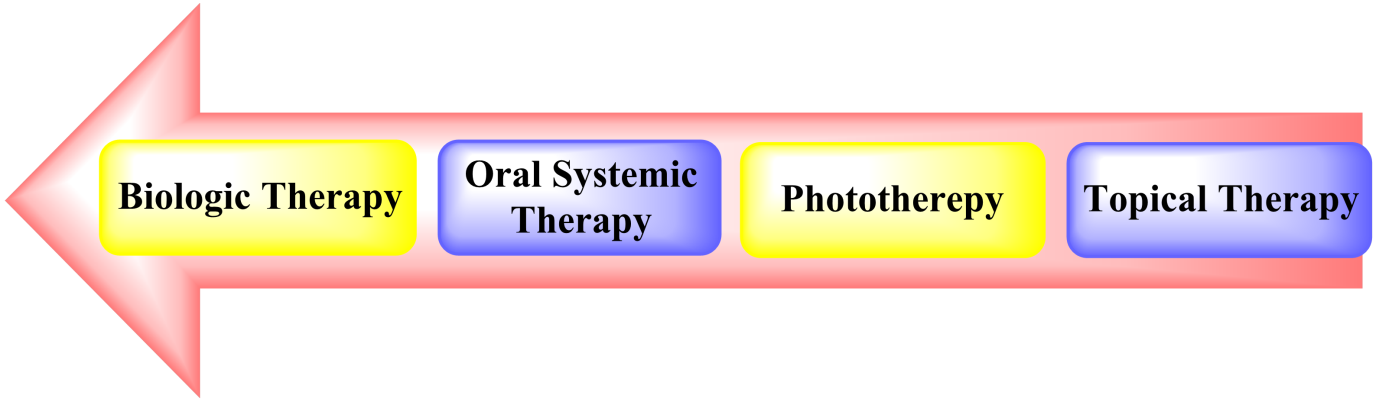 Biologic Therapy
Oral Systemic
Therapy
Phototherepy
Topical Therapy